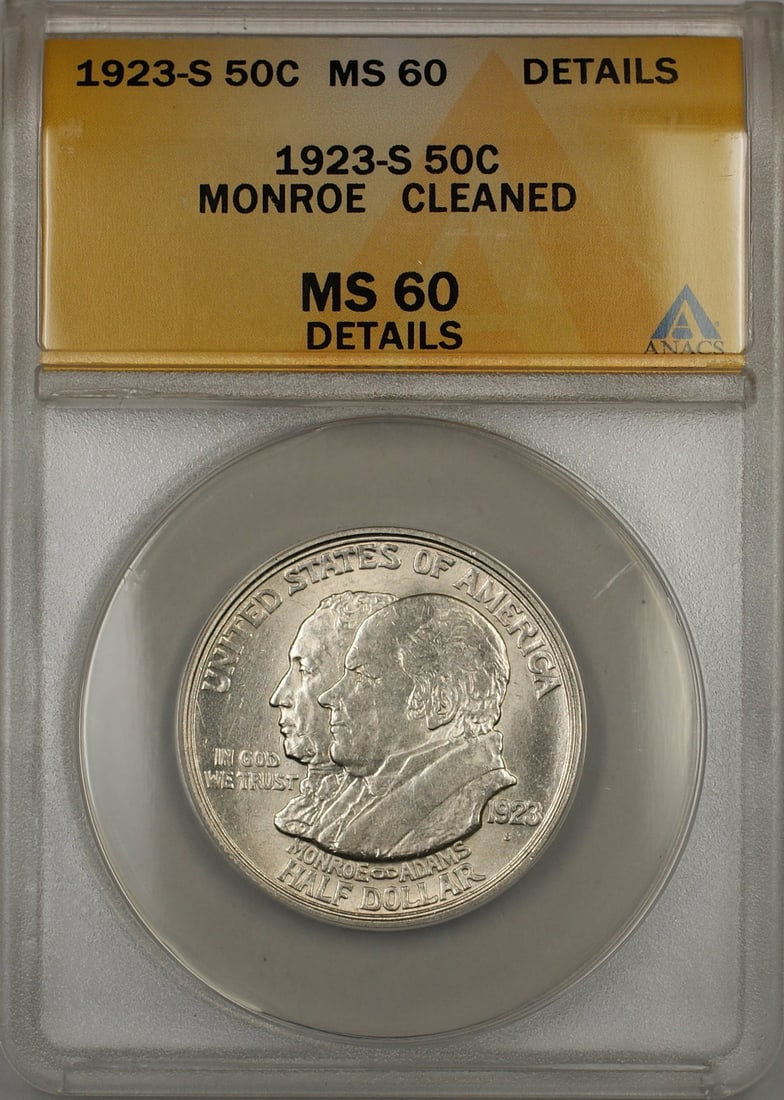 1923-S 50C MS 60 DETAILS
1923-S 50C
MONROE CLEANED
MS 60
DETAILS
ANACS
UNITED STATES OF AMERICA
IN GOD
WE TRUST
1923
S
MONROE ADAMS
HALF DOLLAR